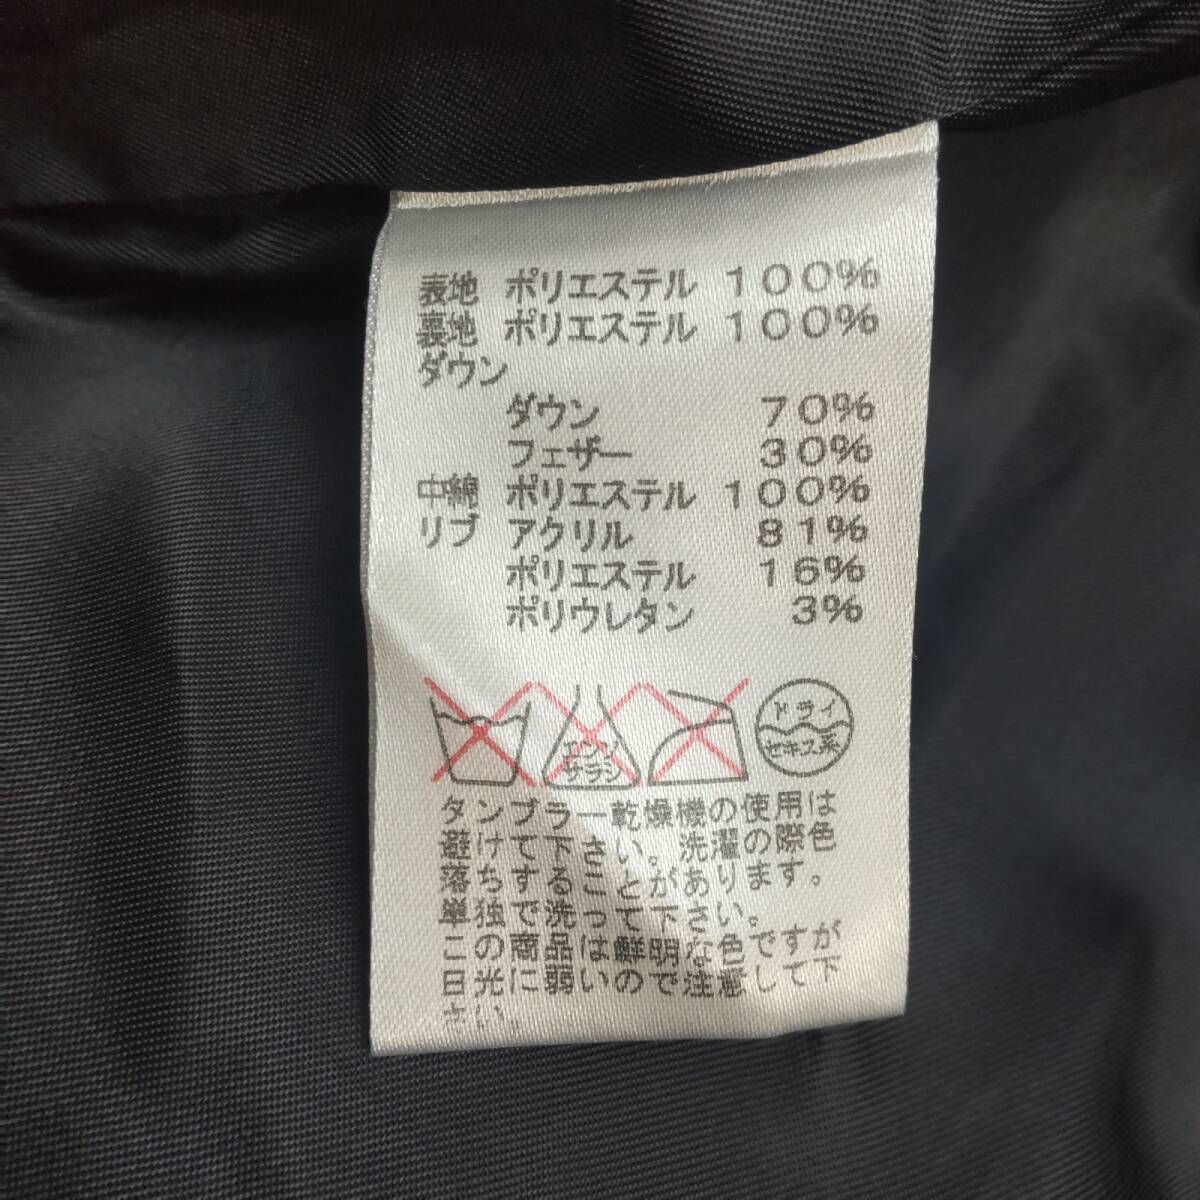 表地 ポリエステル 100%
裏地 ポリエステル 100%
ダウン
ダウン 70%
フェザー 30%
中綿 ポリエステル 100%
リブ アクリル 81%
ポリエステル 16%
ポリウレタン 3%
エンソ サラシ
ドライ
セキユ系
タンブラー乾燥機の使用は
避けて下さい。洗濯の際色
落ちすることがあります。
単独で洗って下さい。
この商品は鮮明な色ですが
日光に弱いので注意して下
さい。